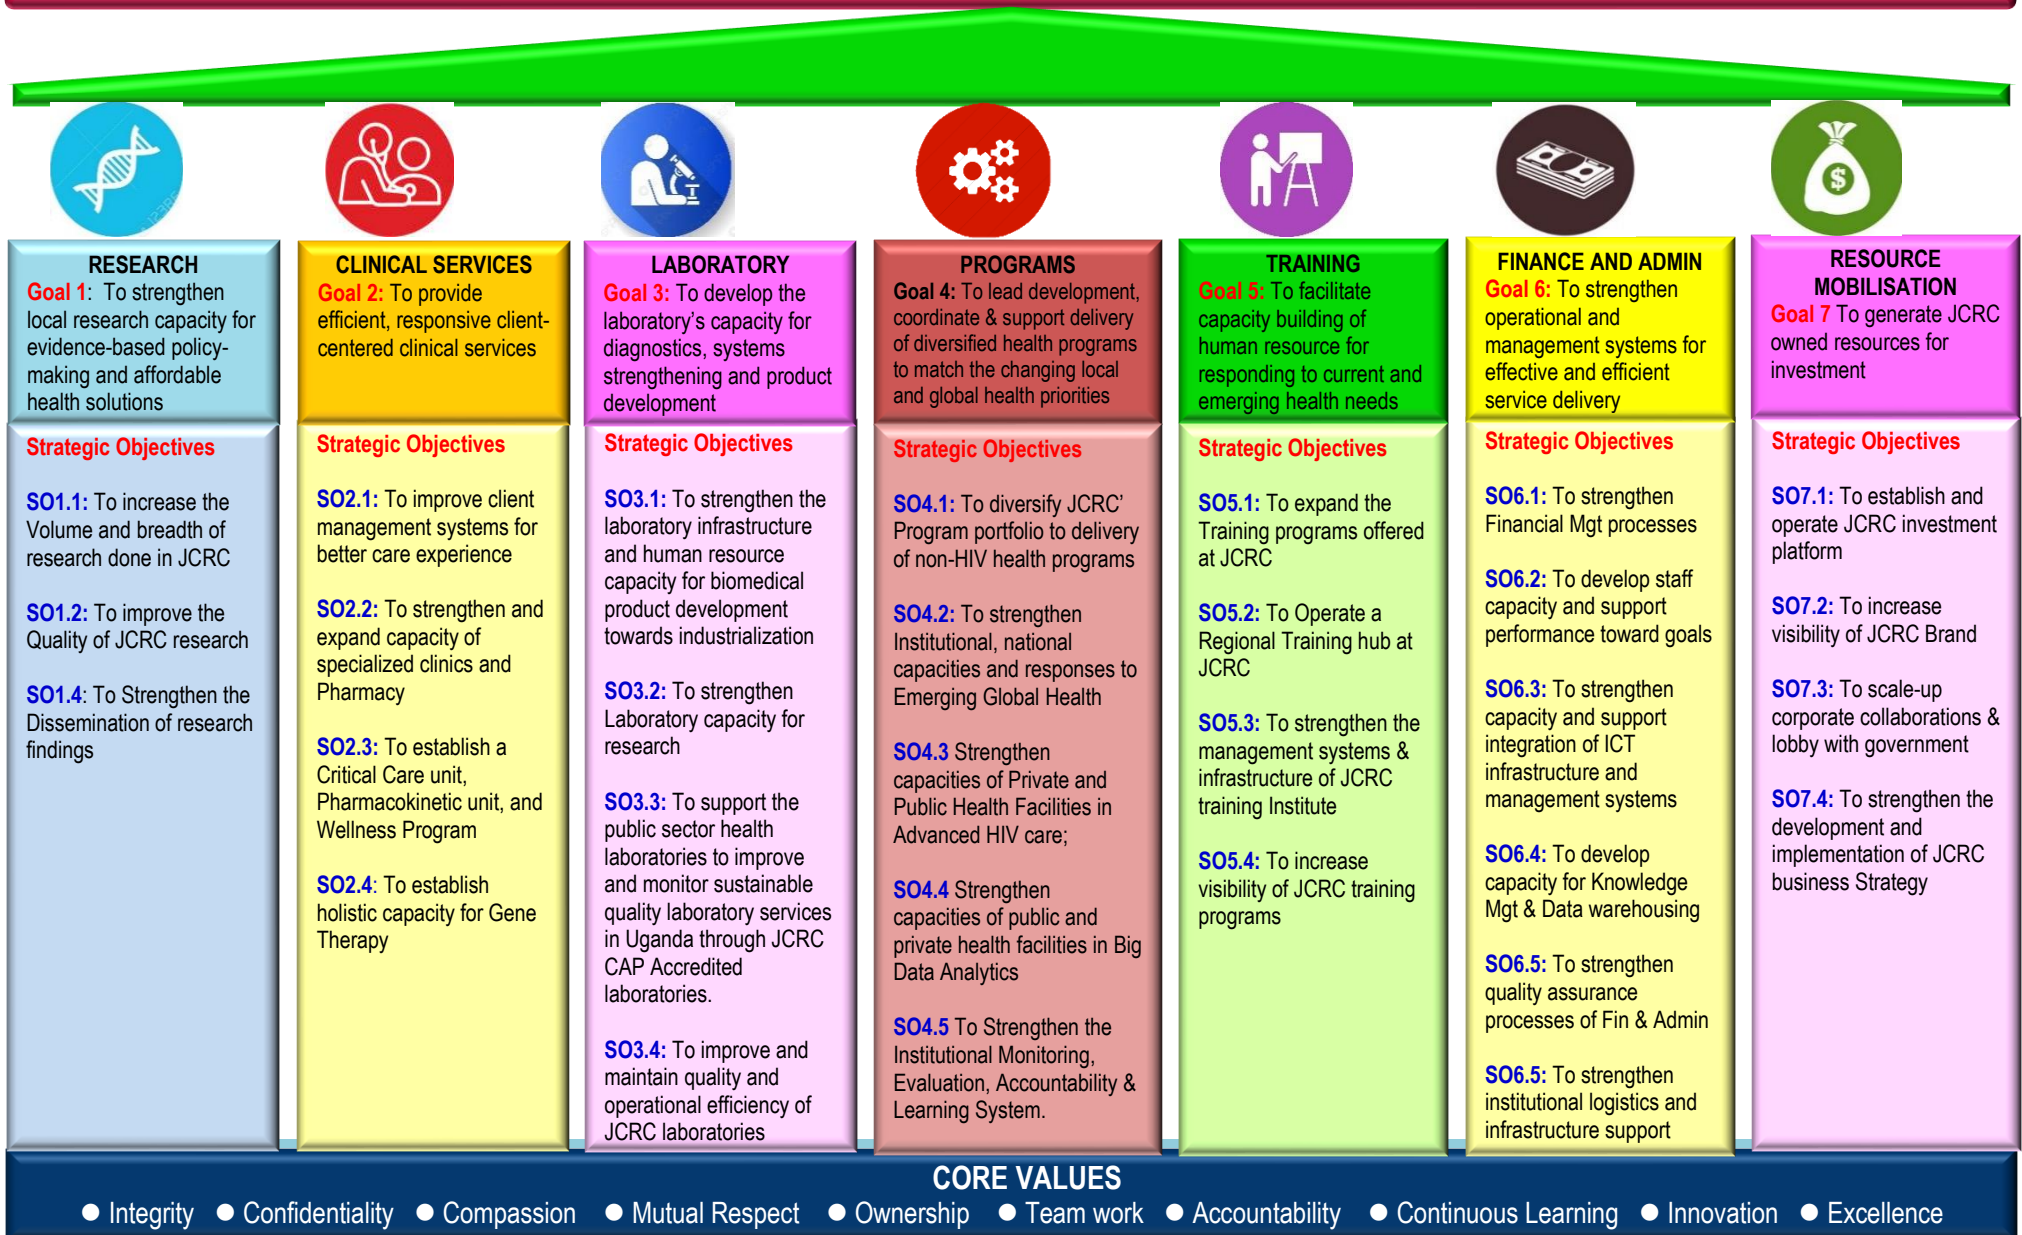 RESEARCH
Goal 1:  To strengthen
local research capacity for
evidence-based policy-
making and affordable
health solutions
Strategic Objectives
SO1.1: To increase the
Volume and breadth of
research done in JCRC
SO1.2: To improve the
Quality of JCRC research
SO1.4: To Strengthen the
Dissemination of research
findings
CLINICAL SERVICES
Goal 2: To provide
efficient, responsive client-
centered clinical services
Strategic Objectives
SO2.1: To improve client
management systems for
better care experience
SO2.2: To strengthen and
expand capacity of
specialized clinics and
Pharmacy
SO2.3: To establish a
Critical Care unit,
Pharmacokinetic unit, and
Wellness Program
SO2.4: To establish
holistic capacity for Gene
Therapy
LABORATORY
Goal 3: To develop the
laboratory’s capacity for
diagnostics, systems
strengthening and product
development
Strategic Objectives
SO3.1: To strengthen the
laboratory infrastructure
and human resource
capacity for biomedical
product development
towards industrialization
SO3.2: To strengthen
Laboratory capacity for
research
SO3.3: To support the
public sector health
laboratories to improve
and monitor sustainable
quality laboratory services
in Uganda through JCRC
CAP Accredited
laboratories.
SO3.4: To improve and
maintain quality and
operational efficiency of
JCRC laboratories
PROGRAMS
Goal 4: To lead development,
coordinate & support delivery
of diversified health programs
to match the changing local
and global health priorities
Strategic Objectives
SO4.1: To diversify JCRC’
Program portfolio to delivery
of non-HIV health programs
SO4.2: To strengthen
Institutional, national
capacities and responses to
Emerging Global Health
SO4.3 Strengthen
capacities of Private and
Public Health Facilities in
Advanced HIV care;
SO4.4 Strengthen
capacities of public and
private health facilities in Big
Data Analytics
SO4.5 To Strengthen the
Institutional Monitoring,
Evaluation, Accountability &
Learning System.
TRAINING
Goal 5: To facilitate
capacity building of
human resource for
responding to current and
emerging health needs
Strategic Objectives
SO5.1: To expand the
Training programs offered
at JCRC
SO5.2: To Operate a
Regional Training hub at
JCRC
SO5.3: To strengthen the
management systems &
infrastructure of JCRC
training Institute
SO5.4: To increase
visibility of JCRC training
programs
FINANCE AND ADMIN
Goal 6: To strengthen
operational and
management systems for
effective and efficient
service delivery
Strategic Objectives
SO6.1: To strengthen
Financial Mgt processes
SO6.2: To develop staff
capacity and support
performance toward goals
SO6.3: To strengthen
capacity and support
integration of ICT
infrastructure and
management systems
SO6.4: To develop
capacity for Knowledge
Mgt & Data warehousing
SO6.5: To strengthen
quality assurance
processes of Fin & Admin
SO6.5: To strengthen
institutional logistics and
infrastructure support
RESOURCE
MOBILISATION
Goal 7 To generate JCRC
owned resources for
investment
Strategic Objectives
SO7.1: To establish and
operate JCRC investment
platform
SO7.2: To increase
visibility of JCRC Brand
SO7.3: To scale-up
corporate collaborations &
lobby with government
SO7.4: To strengthen the
development and
implementation of JCRC
business Strategy
CORE VALUES
● Integrity ● Confidentiality ● Compassion ● Mutual Respect ● Ownership ● Team work ● Accountability ● Continuous Learning ● Innovation ● Excellence